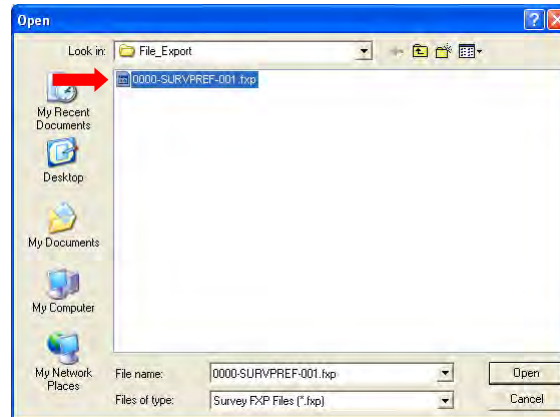 Open
Look in: File_Export
0000-SURVPREF-001.fxp
My Recent
Documents
Desktop
My Documents
My Computer
My Network
Places
File name: 0000-SURVPREF-001.fxp Open
Files of type: Survey FXP Files (*.fxp) Cancel